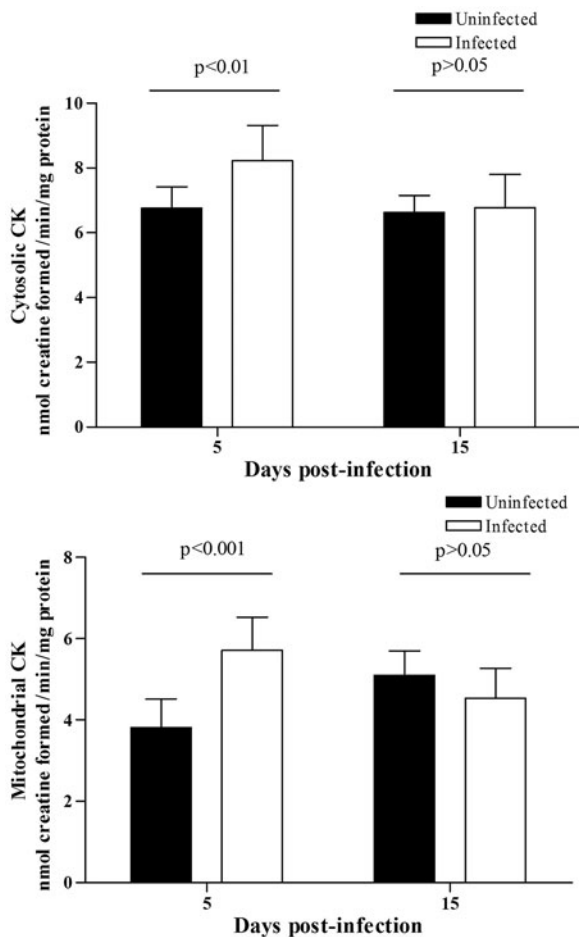 Uninfected
Infected
p<0.01
p>0.05
10
8
6
4
2
0
Cytosolic CK
nmol creatine formed/min/mg protein
5
15
Days post-infection
Uninfected
Infected
p<0.001
p>0.05
8
6
4
2
0
Mitochondrial CK
nmol creatine formed/min/mg protein
5
15
Days post-infection